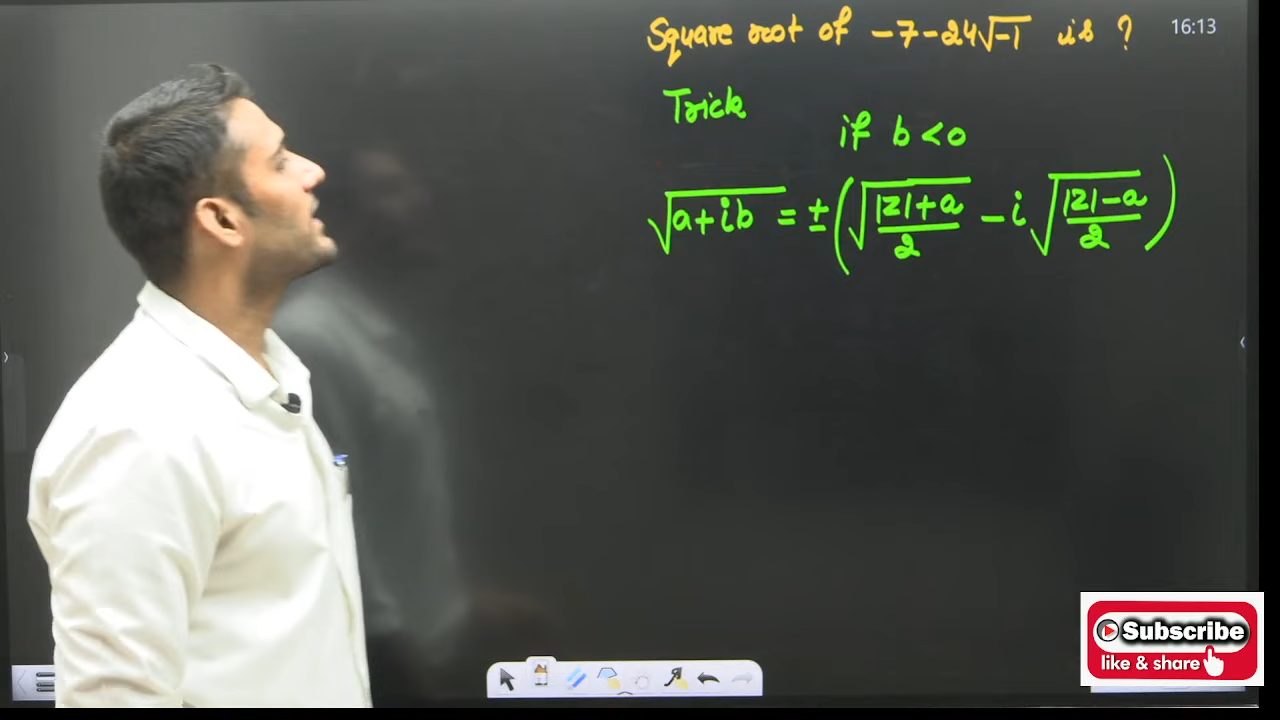 Square root of -7-24√-1 is ?
16:13
Trick
if b<0
√a+ib = ±(√|z|+a/2 - i√|z|-a/2)
Subscribe
like & share